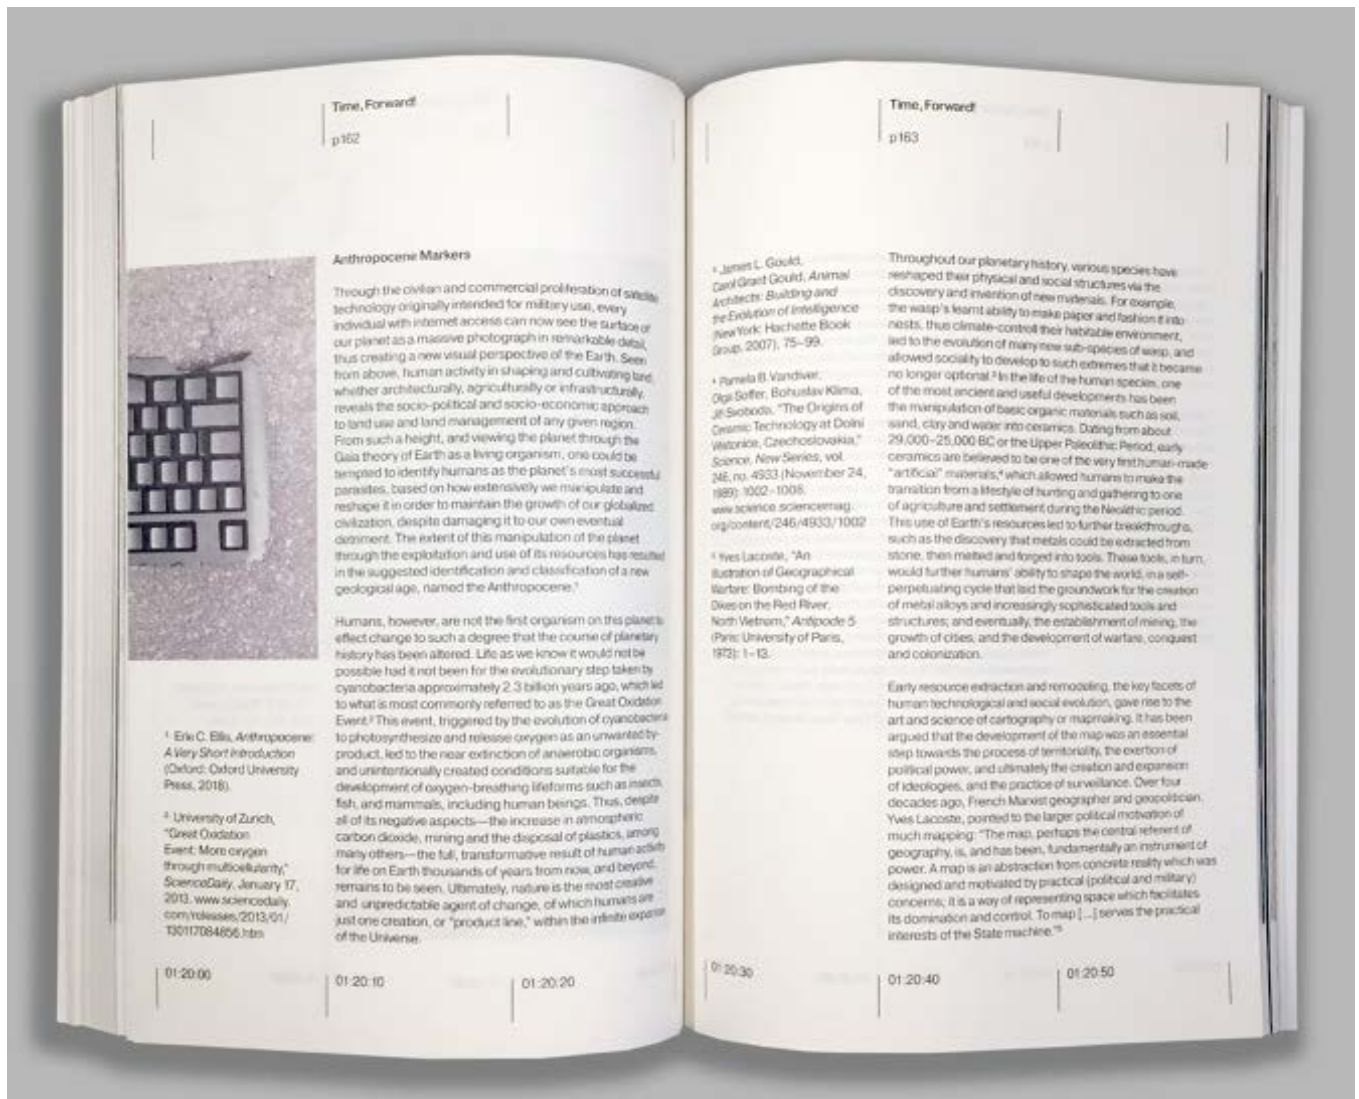 Time, Forward!
p162
Anthropocene Markers
Through the civilian and commercial proliferation of satellite
technology originally intended for military use, every
individual with internet access can now see the surface of
our planet as a massive photograph in remarkable detail,
thus creating a new visual perspective of the Earth. Seen
from above, human activity in shaping and cultivating land,
whether architecturally, agriculturally or infrastructurally,
reveals the socio-political and socio-economic approach
to land use and land management of any given region.
From such a height, and viewing the planet through the
Gaia theory of Earth as a living organism, one could be
tempted to identify humans as the planet's most successful
parasites, based on how extensively we manipulate and
reshape it in order to maintain the growth of our globalized
civilization, despite damaging it to our own eventual
detriment. The extent of this manipulation of the planet
through the exploitation and use of its resources has resulted
in the suggested identification and classification of a new
geological age, named the Anthropocene.¹
Humans, however, are not the first organism on this planet to
effect change to such a degree that the course of planetary
history has been altered. Life as we know it would not be
possible had it not been for the evolutionary step taken by
cyanobacteria approximately 2.3 billion years ago, which led
to what is most commonly referred to as the Great Oxidation
Event.² This event, triggered by the evolution of cyanobacteria
to photosynthesize and release oxygen as an unwanted by-
product, led to the near extinction of anaerobic organisms,
and unintentionally created conditions suitable for the
development of oxygen-breathing lifeforms such as insects,
fish, and mammals, including human beings. Thus, despite
all of its negative aspects—the increase in atmospheric
carbon dioxide, mining and the disposal of plastics, among
many others—the full, transformative result of human activity
for life on Earth thousands of years from now, and beyond,
remains to be seen. Ultimately, nature is the most creative
and unpredictable agent of change, of which humans are
just one creation, or "product line," within the infinite expanse
of the Universe.
¹ Erle C. Ellis, Anthropocene:
A Very Short Introduction
(Oxford: Oxford University
Press, 2018).
² University of Zurich,
"Great Oxidation
Event: More oxygen
through multicellularity,"
ScienceDaily, January 17,
2013, www.sciencedaily.
com/releases/2013/01/
130117084856.htm
01:20:00
01:20:10
01:20:20
Time, Forward!
p163
³ James L. Gould,
Carol Grant Gould, Animal
Architects: Building and
the Evolution of Intelligence
(New York: Hachette Book
Group, 2007), 75–99.
⁴ Pamela B. Vandiver,
Olga Soffer, Bohuslav Klima,
Jiři Svoboda, "The Origins of
Ceramic Technology at Dolni
Věstonice, Czechoslovakia,"
Science, New Series, vol.
246, no. 4933 (November 24,
1989): 1002–1008.
www.science.sciencemag.
org/content/246/4933/1002
⁵ Yves Lacoste, "An
Illustration of Geographical
Warfare: Bombing of the
Dikes on the Red River,
North Vietnam," Antipode 5
(Paris: University of Paris,
1973): 1–13.
Throughout our planetary history, various species have
reshaped their physical and social structures via the
discovery and invention of new materials. For example,
the wasp's learnt ability to make paper and fashion it into
nests, thus climate-control their habitable environment,
led to the evolution of many new sub-species of wasp, and
allowed sociality to develop to such extremes that it became
no longer optional.³ In the life of the human species, one
of the most ancient and useful developments has been
the manipulation of basic organic materials such as soil,
sand, clay and water into ceramics. Dating from about
29,000–25,000 BC or the Upper Paleolithic Period, early
ceramics are believed to be one of the very first human-made
"artificial" materials,⁴ which allowed humans to make the
transition from a lifestyle of hunting and gathering to one
of agriculture and settlement during the Neolithic period.
This use of Earth's resources led to further breakthroughs,
such as the discovery that metals could be extracted from
stone, then melted and forged into tools. These tools, in turn,
would further humans' ability to shape the world, in a self-
perpetuating cycle that laid the groundwork for the creation
of metal alloys and increasingly sophisticated tools and
structures; and eventually, the establishment of mining, the
growth of cities, and the development of warfare, conquest
and colonization.
Early resource extraction and remodeling, the key facets of
human technological and social evolution, gave rise to the
art and science of cartography or mapmaking. It has been
argued that the development of the map was an essential
step towards the process of territoriality, the exertion of
political power, and ultimately the creation and expansion
of ideologies, and the practice of surveillance. Over four
decades ago, French Marxist geographer and geopolitician,
Yves Lacoste, pointed to the larger political motivation of
much mapping: "The map, perhaps the central referent of
geography, is, and has been, fundamentally an instrument of
power. A map is an abstraction from concrete reality which was
designed and motivated by practical (political and military)
concerns; it is a way of representing space which facilitates
its domination and control. To map [...] serves the practical
interests of the State machine."⁵
01:20:30
01:20:40
01:20:50